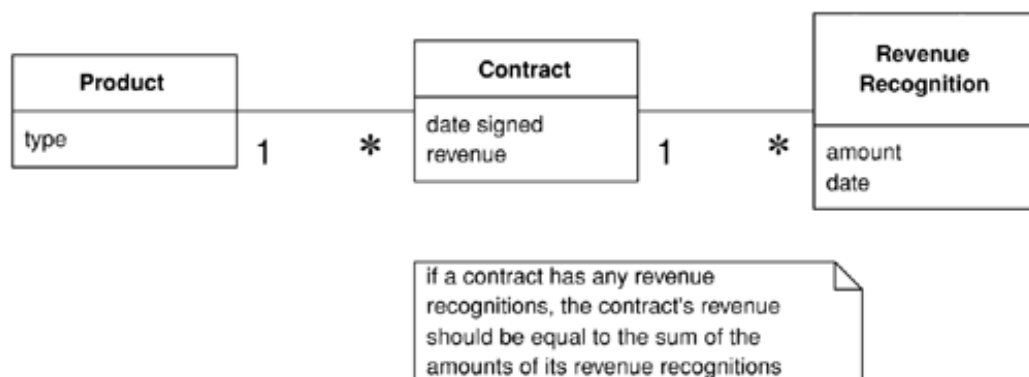 Product
type
1
*
Contract
date signed
revenue
1
*
Revenue
Recognition
amount
date
if a contract has any revenue
recognitions, the contract's revenue
should be equal to the sum of the
amounts of its revenue recognitions